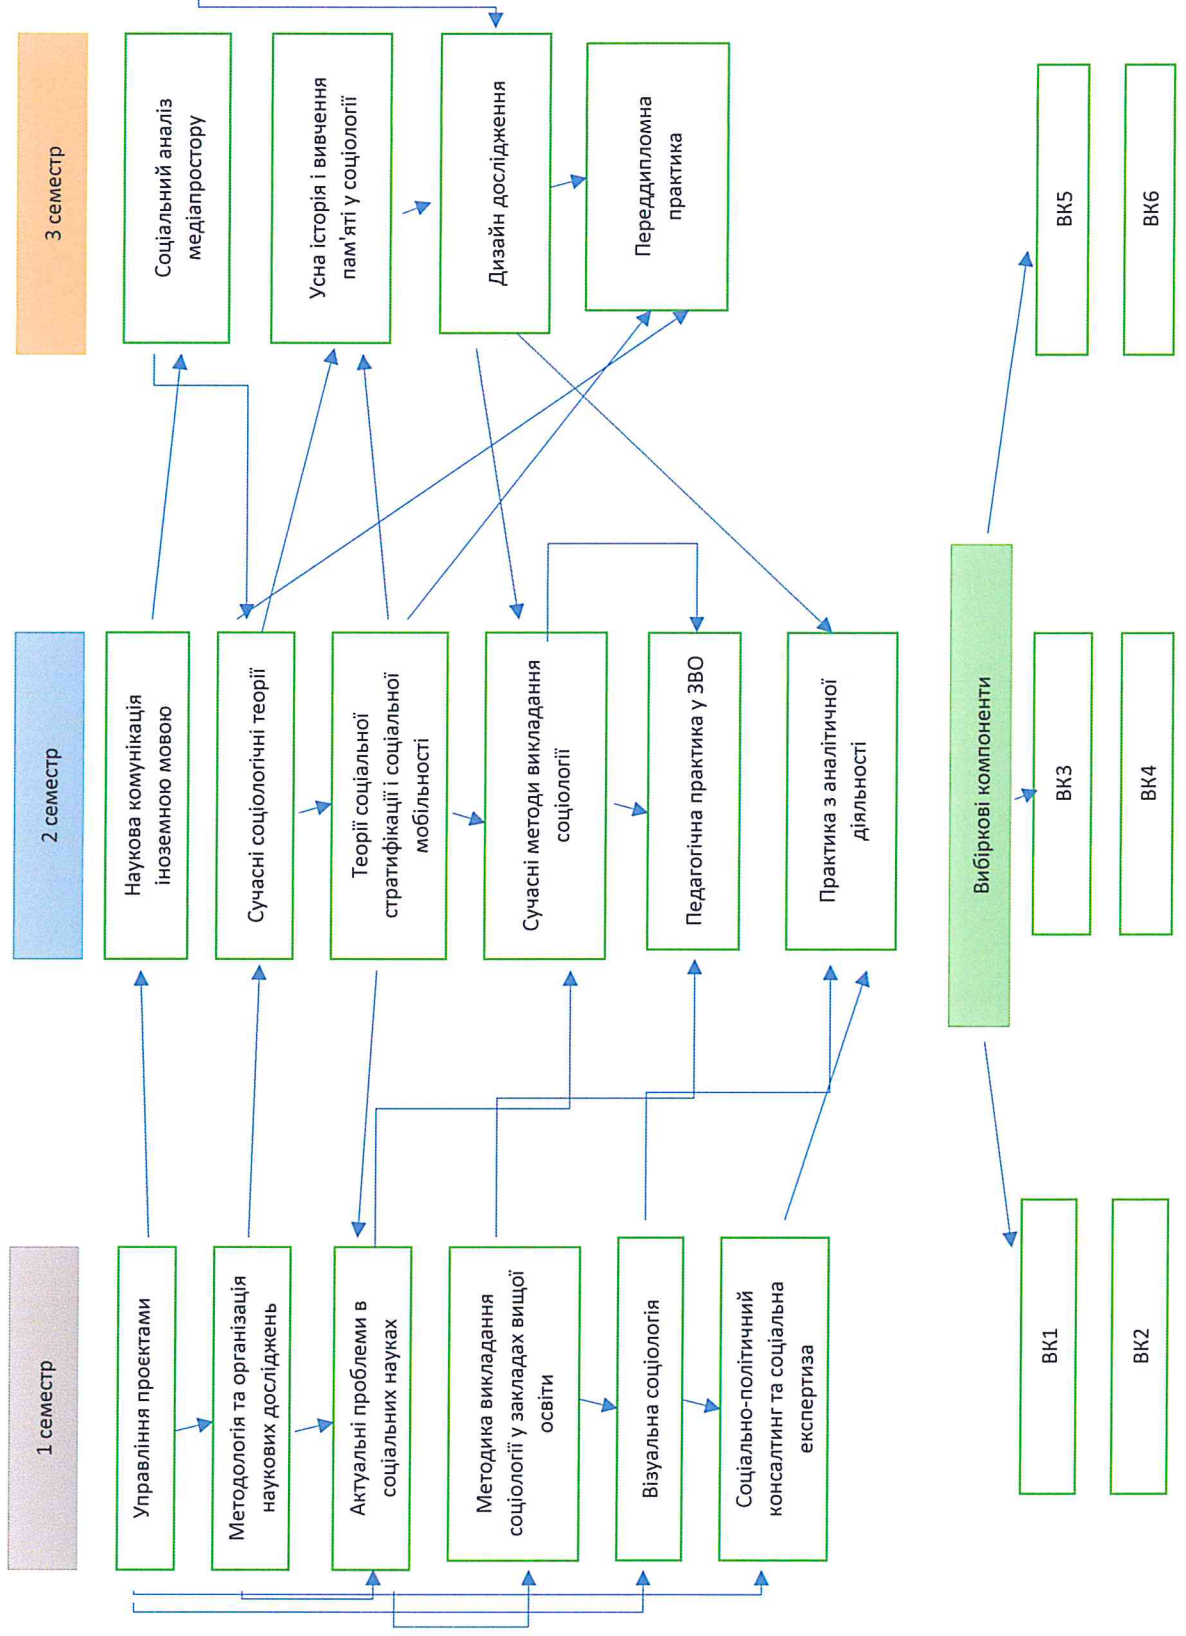 1 семестр
Управління проєктами
Методологія та організація
наукових досліджень
Актуальні проблеми в
соціальних науках
Методика викладання
соціології у закладах вищої
освіти
Візуальна соціологія
Соціально-політичний
консалтинг та соціальна
експертиза
2 семестр
Наукова комунікація
іноземною мовою
Сучасні соціологічні теорії
Теорії соціальної
стратифікації і соціальної
мобільності
Сучасні методи викладання
соціології
Педагогічна практика у ЗВО
Практика з аналітичної
діяльності
3 семестр
Соціальний аналіз
медіапростору
Усна історія і вивчення
пам'яті у соціології
Дизайн дослідження
Переддипломна
практика
Вибіркові компоненти
ВК1
ВК2
ВК3
ВК4
ВК5
ВК6